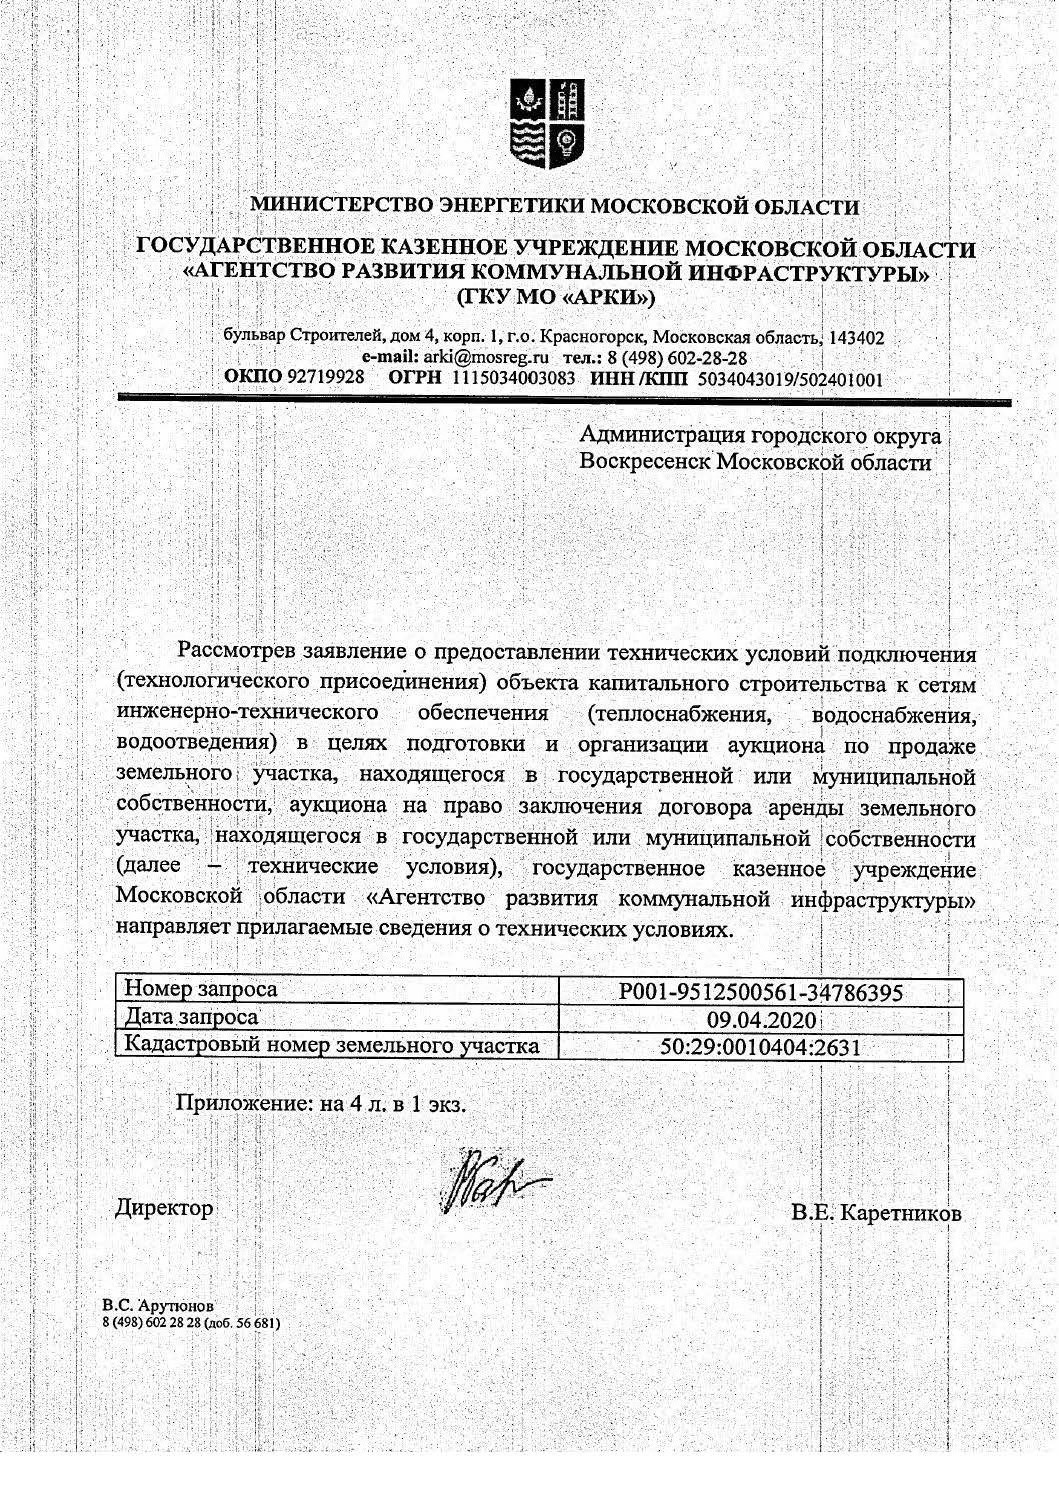 МИНИСТЕРСТВО ЭНЕРГЕТИКИ МОСКОВСКОЙ ОБЛАСТИ
ГОСУДАРСТВЕННОЕ КАЗЕННОЕ УЧРЕЖДЕНИЕ МОСКОВСКОЙ ОБЛАСТИ
«АГЕНТСТВО РАЗВИТИЯ КОММУНАЛЬНОЙ ИНФРАСТРУКТУРЫ»
(ГКУ МО «АРКИ»)
бульвар Строителей, дом 4, корп. 1, г.о. Красногорск, Московская область, 143402
e-mail: arki@mosreg.ru тел.: 8 (498) 602-28-28
ОКПО 92719928 ОГРН 1115034003083 ИНН/КПП 5034043019/502401001
Администрация городского округа
Воскресенск Московской области
Рассмотрев заявление о предоставлении технических условий подключения
(технологического присоединения) объекта капитального строительства к сетям
инженерно-технического обеспечения (теплоснабжения, водоснабжения,
водоотведения) в целях подготовки и организации аукциона по продаже
земельного участка, находящегося в государственной или муниципальной
собственности, аукциона на право заключения договора аренды земельного
участка, находящегося в государственной или муниципальной собственности
(далее – технические условия), государственное казенное учреждение
Московской области «Агентство развития коммунальной инфраструктуры»
направляет прилагаемые сведения о технических условиях.
Номер запроса P001-9512500561-34786395
Дата запроса 09.04.2020
Кадастровый номер земельного участка 50:29:0010404:2631
Приложение: на 4 л. в 1 экз.
Директор В.Е. Каретников
В.С. Арутюнов
8 (498) 602 28 28 (доб. 56 681)